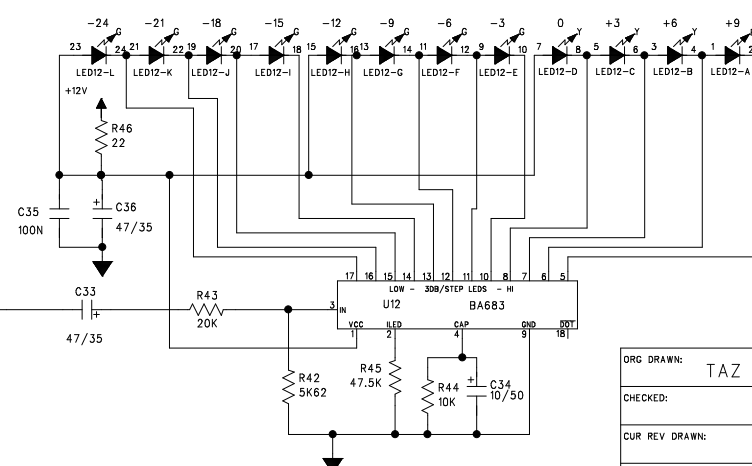 -24 -21 -18 -15 -12 -9 -6 -3 0 +3 +6 +9
G G G G G G G G Y Y Y
23 24 21 22 19 20 17 18 15 16 13 14 11 12 9 10 7 8 5 6 3 4 1 2
LED12-L LED12-K LED12-J LED12-I LED12-H LED12-G LED12-F LED12-E LED12-D LED12-C LED12-B LED12-A
+12V
R46
22
C35
100N
+
C36
47/35
17 16 15 14 13 12 11 10 8 7 6 5
LOW - 3DB/STEP LEDS - HI
U12 BA683
3 IN
VCC ILED CAP GND DOT
1 2 4 9 18
C33
+
47/35
R43
20K
R42
5K62
R45
47.5K
R44
10K
+
C34
10/50
ORG DRAWN:
TAZ
CHECKED:
CUR REV DRAWN: